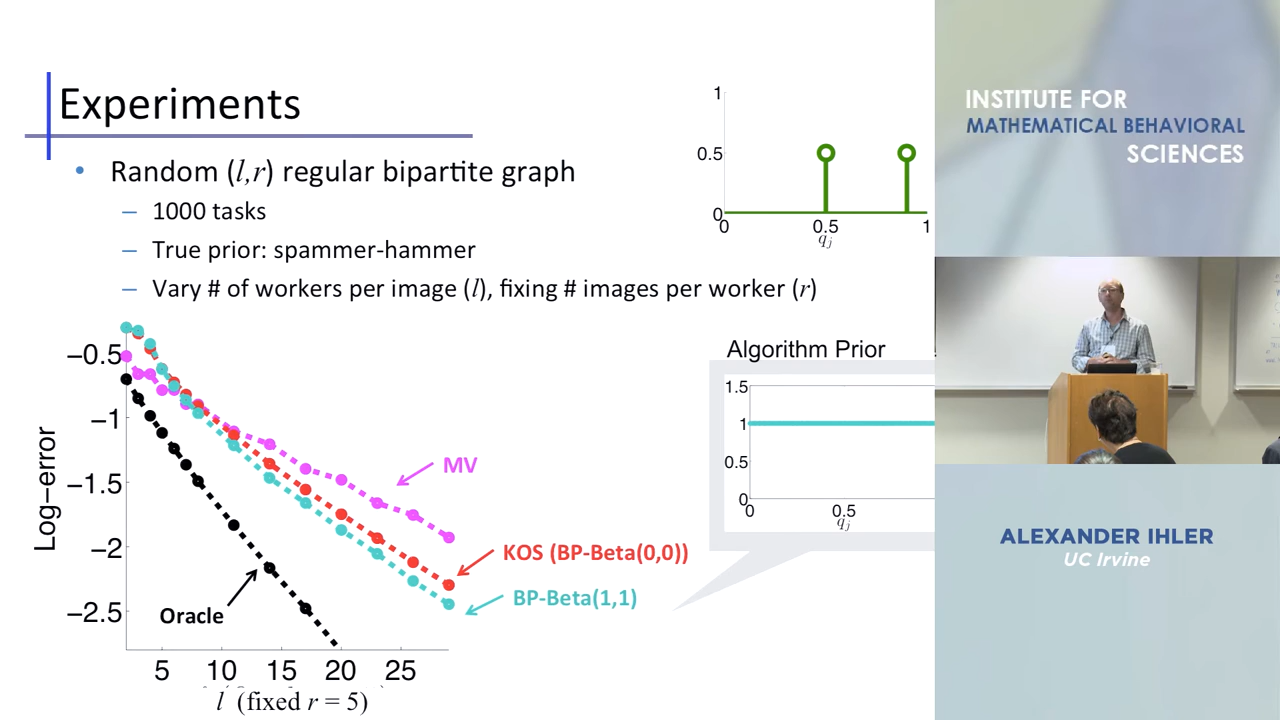 Experiments
• Random (l,r) regular bipartite graph
– 1000 tasks
– True prior: spammer-hammer
– Vary # of workers per image (l), fixing # images per worker (r)
1
0.5
0
0 0.5 1
qj
−0.5
−1
−1.5
−2
−2.5
Log−error
5 10 15 20 25
l (fixed r = 5)
MV
KOS (BP-Beta(0,0))
BP-Beta(1,1)
Oracle
Algorithm Prior
1.5
1
0.5
0
0 0.5
qj
INSTITUTE FOR
MATHEMATICAL BEHAVIORAL
SCIENCES
ALEXANDER IHLER
UC Irvine